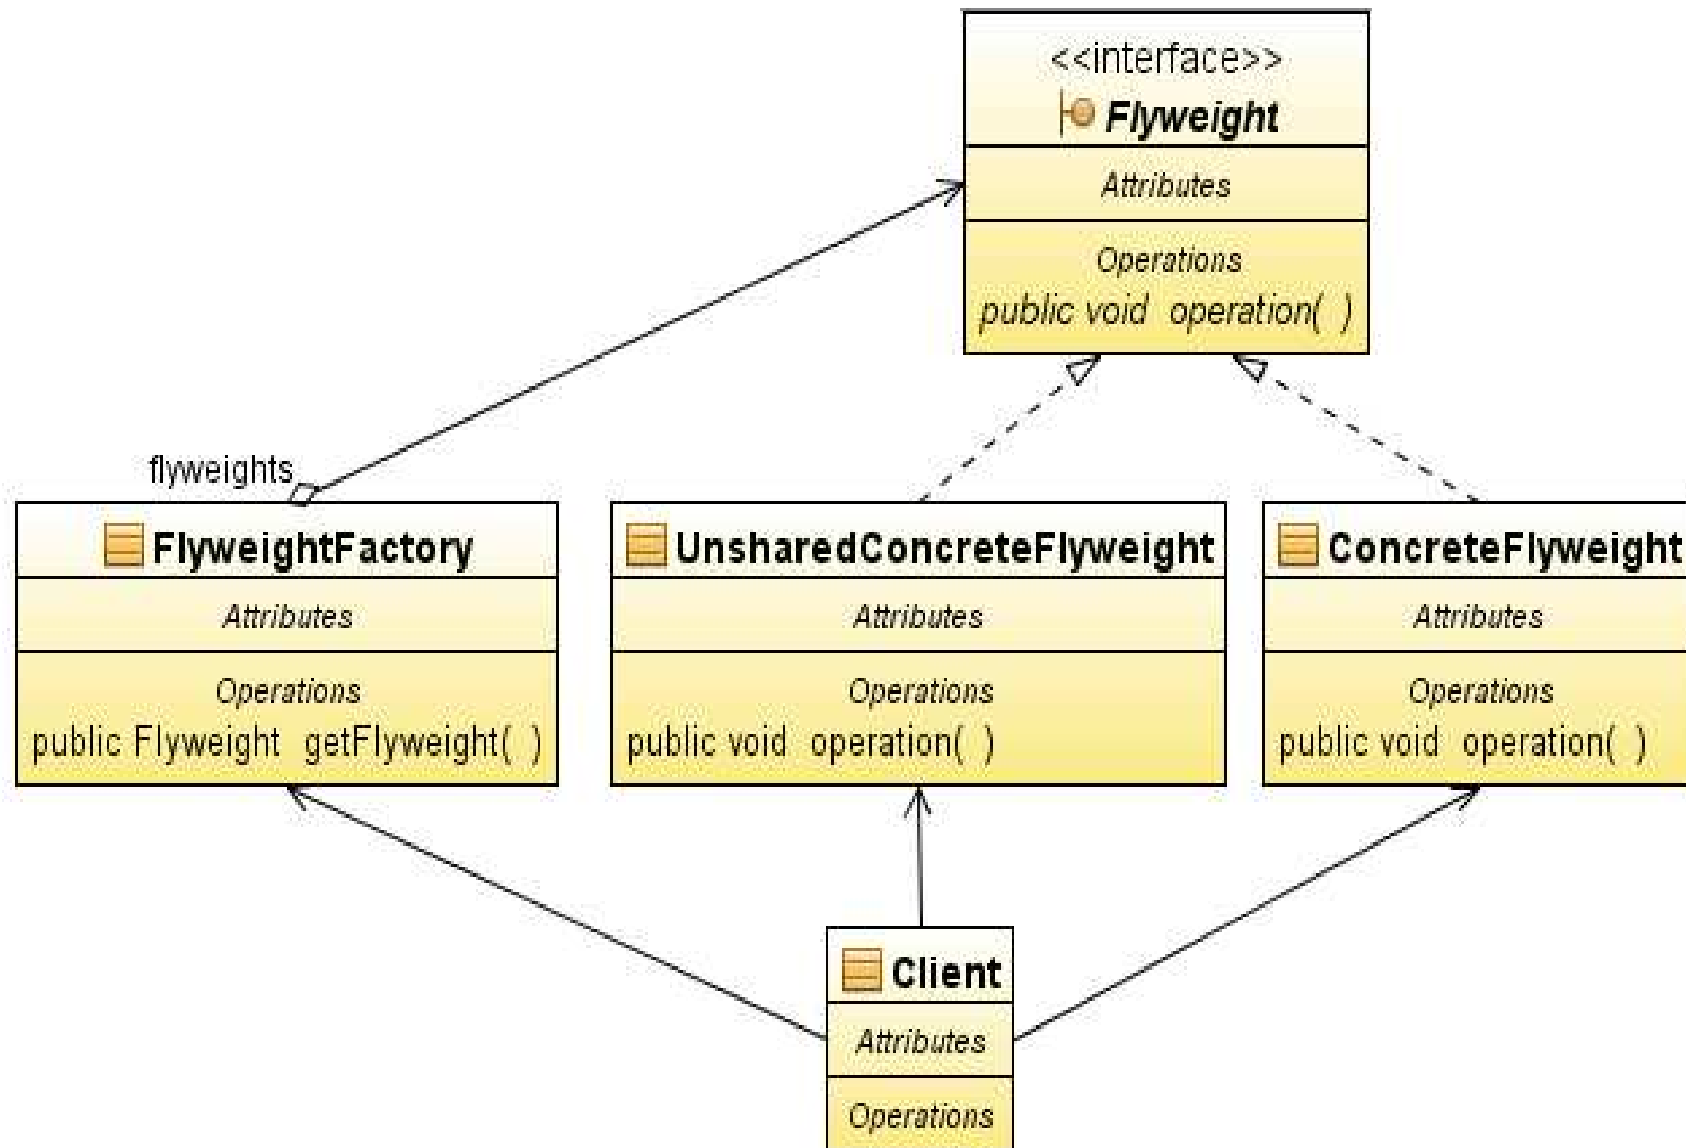 <<interface>>
Flyweight
Attributes
Operations
public void operation( )
flyweights
FlyweightFactory
Attributes
Operations
public Flyweight getFlyweight( )
UnsharedConcreteFlyweight
Attributes
Operations
public void operation( )
ConcreteFlyweight
Attributes
Operations
public void operation( )
Client
Attributes
Operations